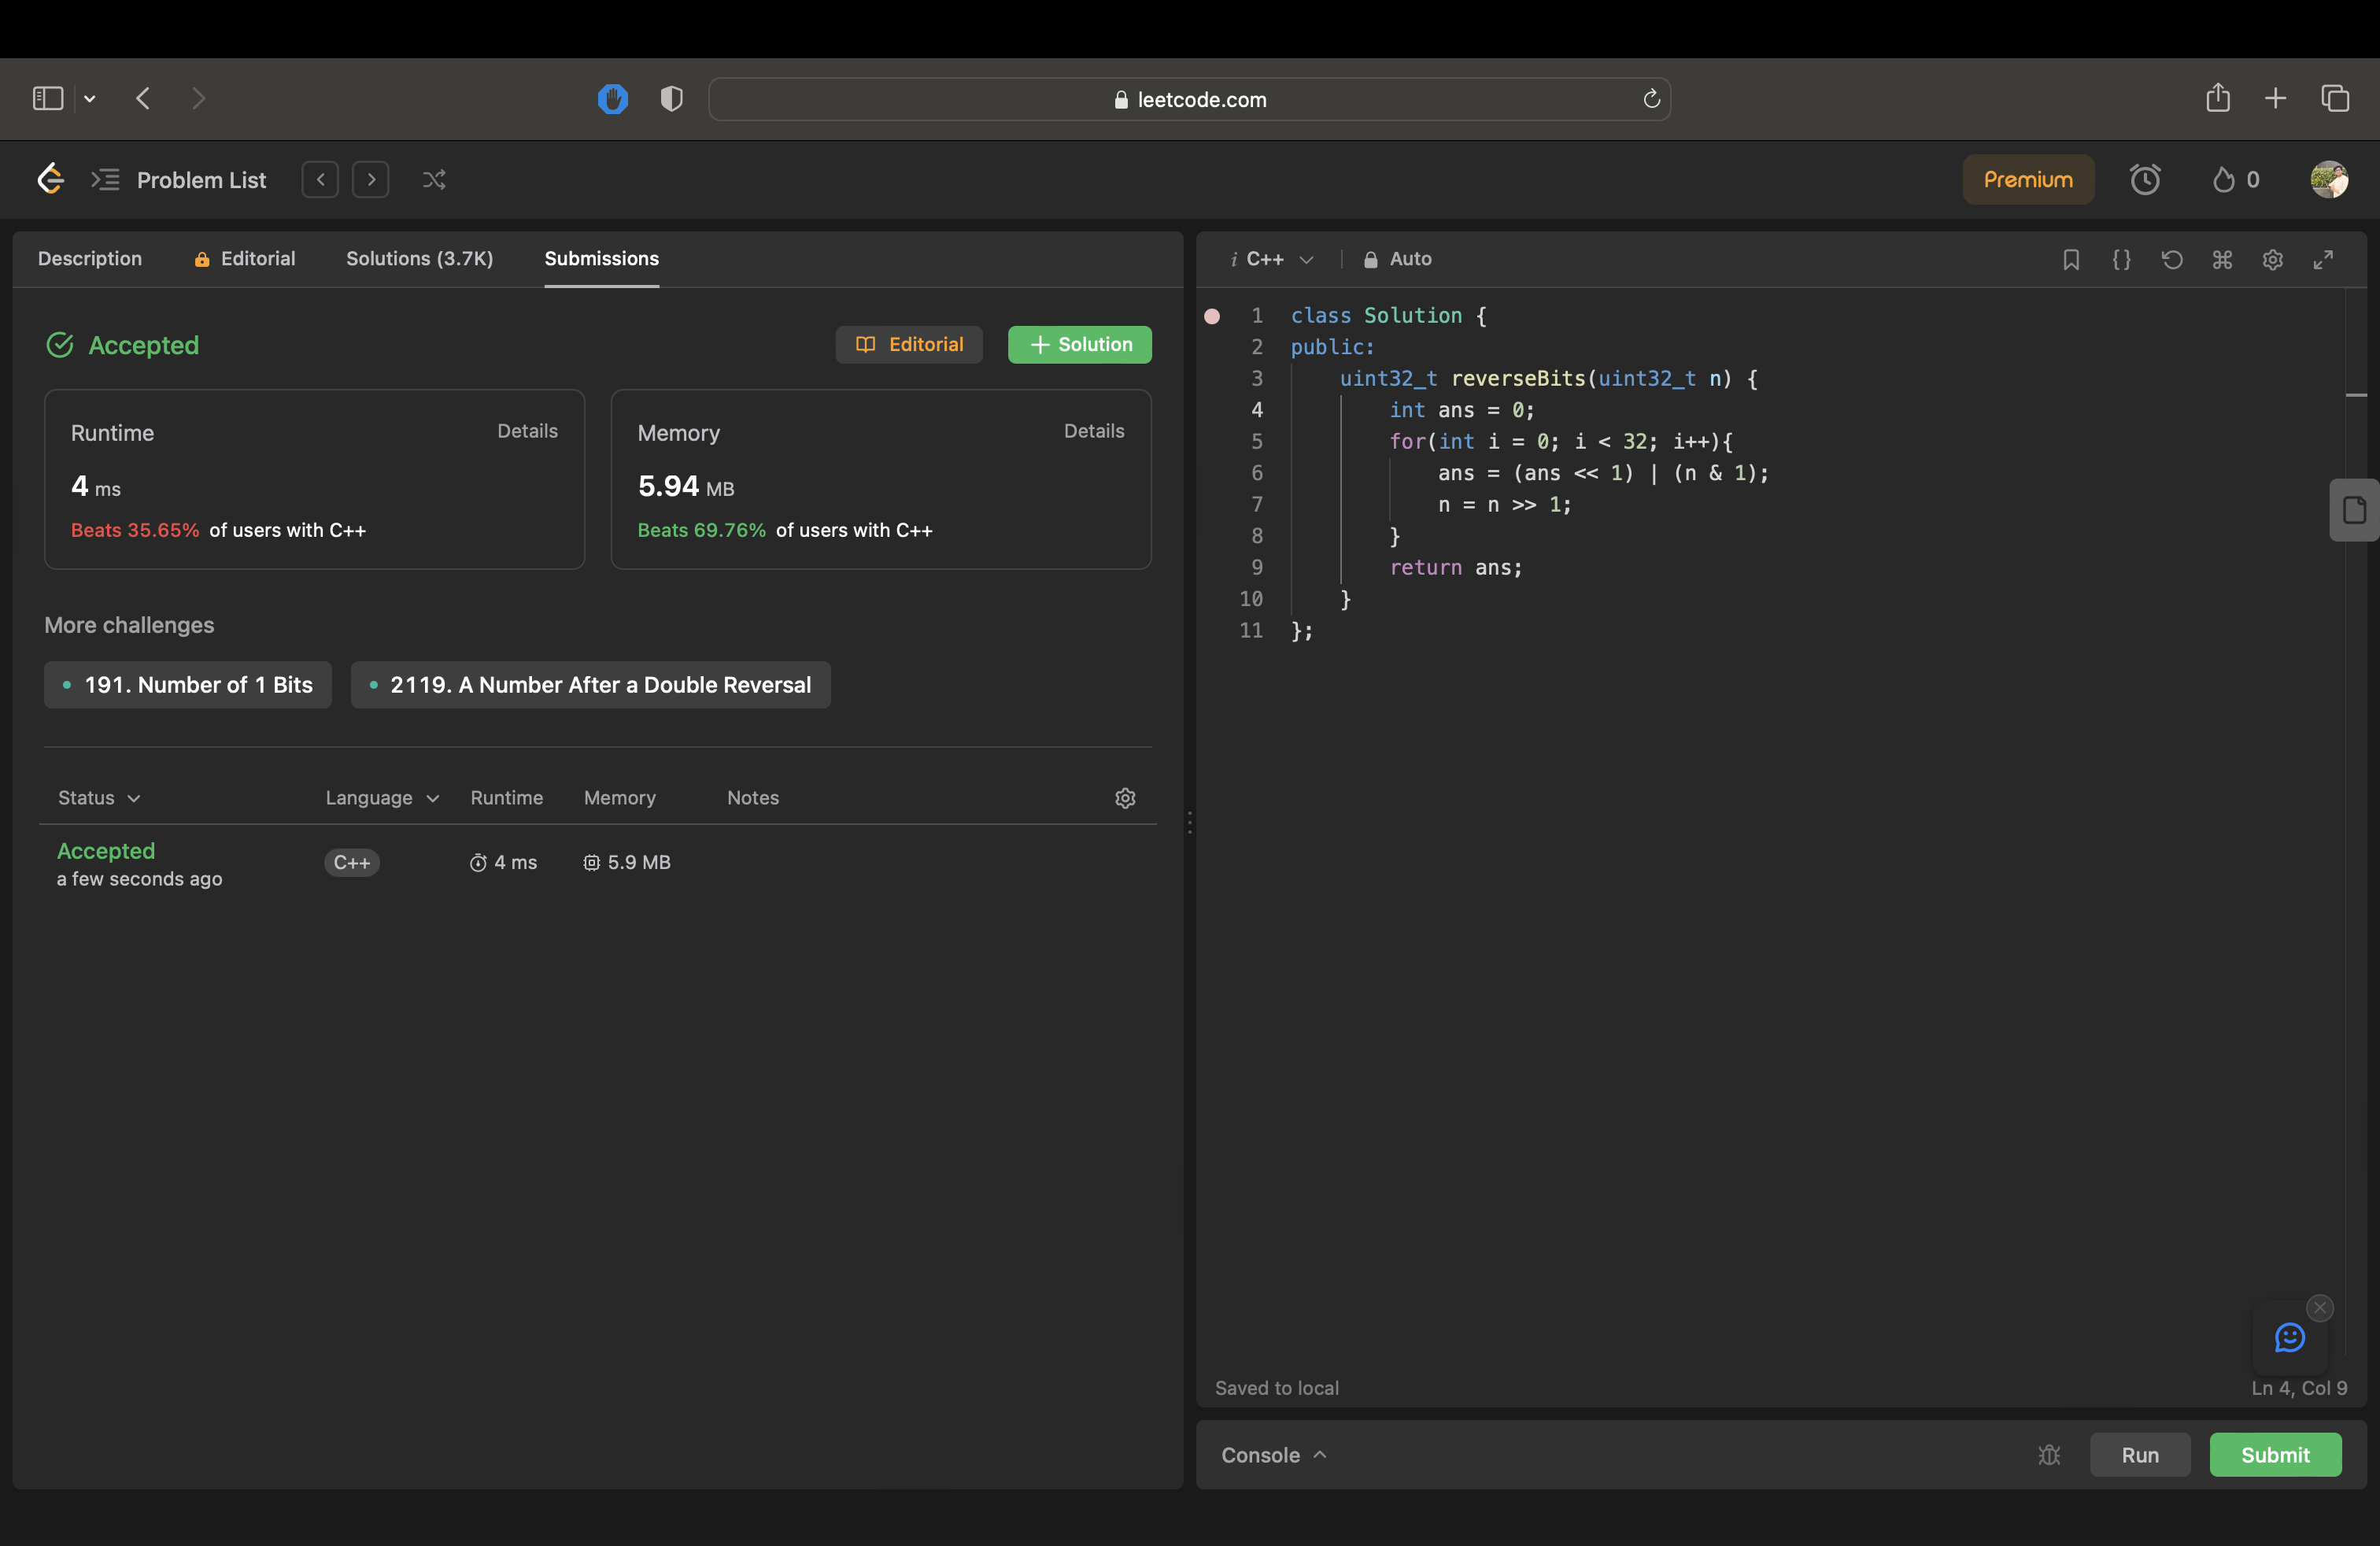 leetcode.com
Problem List
Premium
0
Description
Editorial
Solutions (3.7K)
Submissions
Accepted
Editorial
Solution
Runtime
Details
4 ms
Beats 35.65% of users with C++
Memory
Details
5.94 MB
Beats 69.76% of users with C++
More challenges
191. Number of 1 Bits
2119. A Number After a Double Reversal
Status
Language
Runtime
Memory
Notes
Accepted
a few seconds ago
C++
4 ms
5.9 MB
i C++
Auto
1 class Solution {
2 public:
3 uint32_t reverseBits(uint32_t n) {
4 int ans = 0;
5 for(int i = 0; i < 32; i++){
6 ans = (ans << 1) | (n & 1);
7 n = n >> 1;
8 }
9 return ans;
10 }
11 };
Saved to local
Ln 4, Col 9
Console
Run
Submit